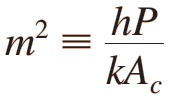 m² ≡ hP / kA_c